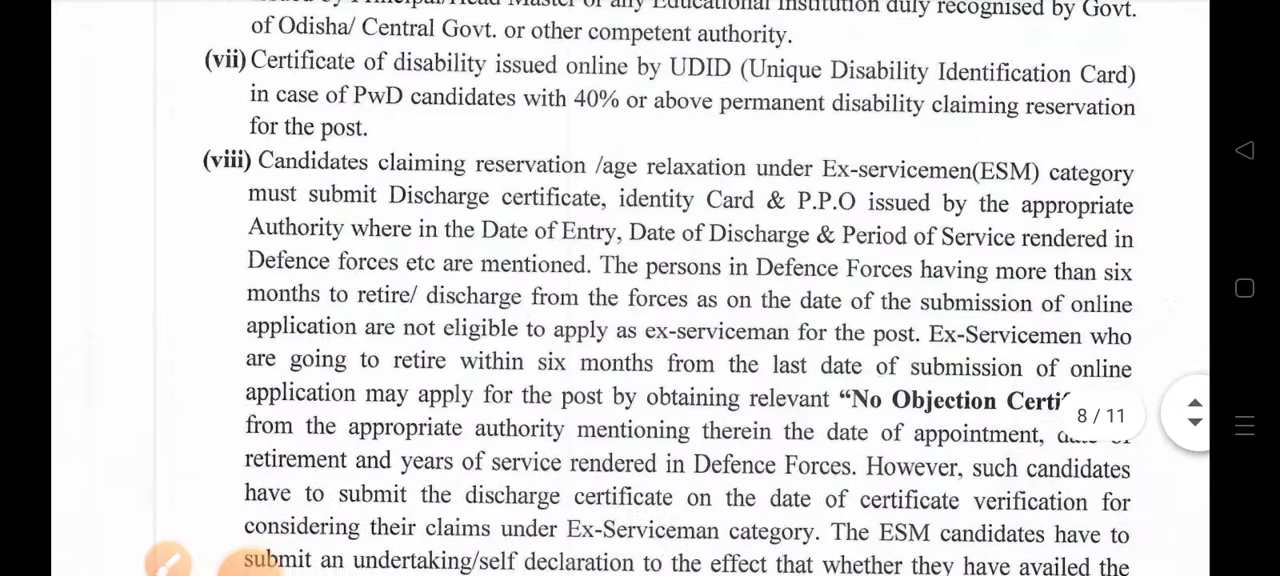 of any Educational Institution duly recognised by Govt.
of Odisha/ Central Govt. or other competent authority.
(vii) Certificate of disability issued online by UDID (Unique Disability Identification Card)
in case of PwD candidates with 40% or above permanent disability claiming reservation
for the post.
(viii) Candidates claiming reservation /age relaxation under Ex-servicemen(ESM) category
must submit Discharge certificate, identity Card & P.P.O issued by the appropriate
Authority where in the Date of Entry, Date of Discharge & Period of Service rendered in
Defence forces etc are mentioned. The persons in Defence Forces having more than six
months to retire/ discharge from the forces as on the date of the submission of online
application are not eligible to apply as ex-serviceman for the post. Ex-Servicemen who
are going to retire within six months from the last date of submission of online
application may apply for the post by obtaining relevant “No Objection
8 / 11
from the appropriate authority mentioning therein the date of appointment,
retirement and years of service rendered in Defence Forces. However, such candidates
have to submit the discharge certificate on the date of certificate verification for
considering their claims under Ex-Serviceman category. The ESM candidates have to
submit an undertaking/self declaration to the effect that whether they have availed the